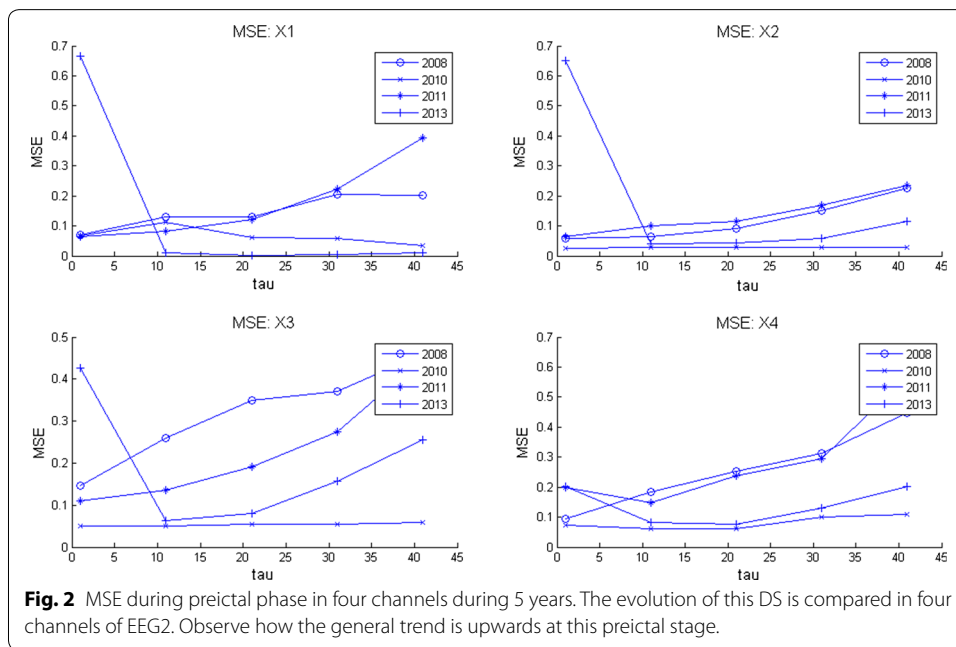 MSE: X1
0.7
0.6
0.5
0.4
0.3
0.2
0.1
0
MSE
0 5 10 15 20 25 30 35 40 45
tau
2008
2010
2011
2013
MSE: X2
0.7
0.6
0.5
0.4
0.3
0.2
0.1
0
MSE
0 5 10 15 20 25 30 35 40 45
tau
2008
2010
2011
2013
MSE: X3
0.5
0.4
0.3
0.2
0.1
0
MSE
0 5 10 15 20 25 30 35 40 45
tau
2008
2010
2011
2013
MSE: X4
0.7
0.6
0.5
0.4
0.3
0.2
0.1
0
MSE
0 5 10 15 20 25 30 35 40 45
tau
2008
2010
2011
2013
Fig. 2 MSE during preictal phase in four channels during 5 years. The evolution of this DS is compared in four
channels of EEG2. Observe how the general trend is upwards at this preictal stage.